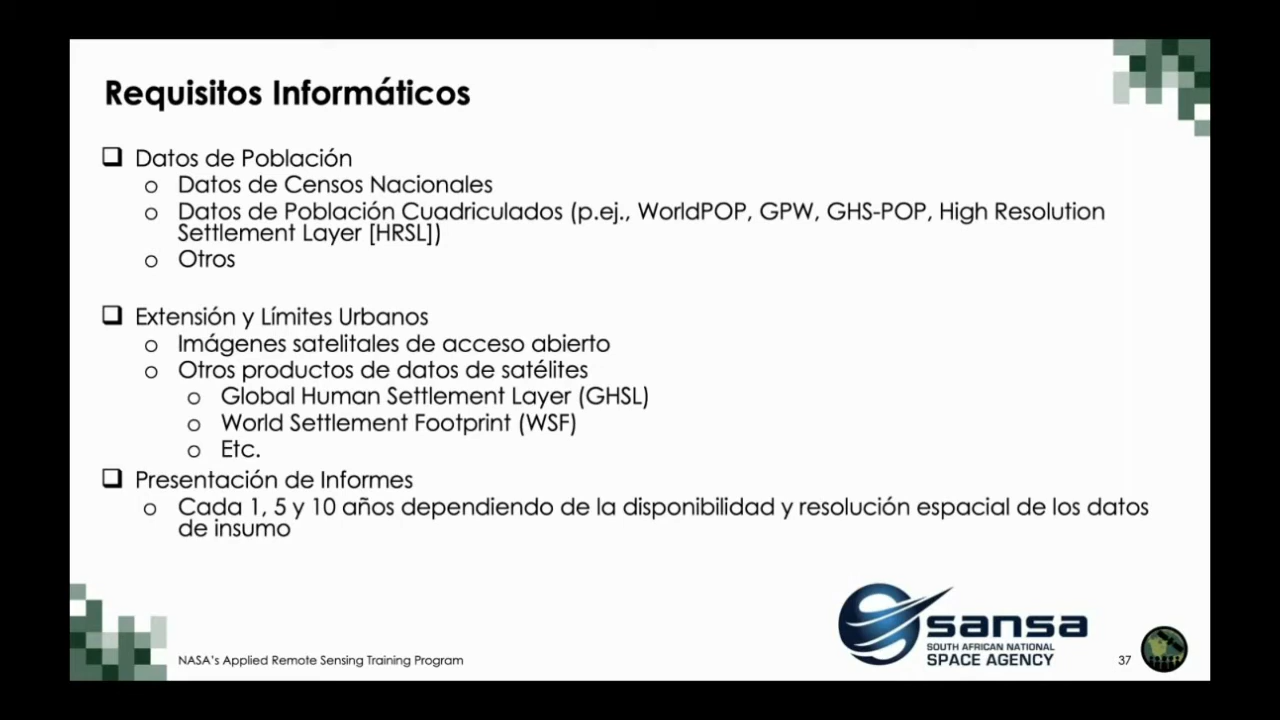 Requisitos Informáticos
Datos de Población
Datos de Censos Nacionales
Datos de Población Cuadriculados (p.ej., WorldPOP, GPW, GHS-POP, High Resolution
Settlement Layer [HRSL])
Otros
Extensión y Límites Urbanos
Imágenes satelitales de acceso abierto
Otros productos de datos de satélites
Global Human Settlement Layer (GHSL)
World Settlement Footprint (WSF)
Etc.
Presentación de Informes
Cada 1, 5 y 10 años dependiendo de la disponibilidad y resolución espacial de los datos
de insumo
sansa
SOUTH AFRICAN NATIONAL
SPACE AGENCY
NASA's Applied Remote Sensing Training Program
37